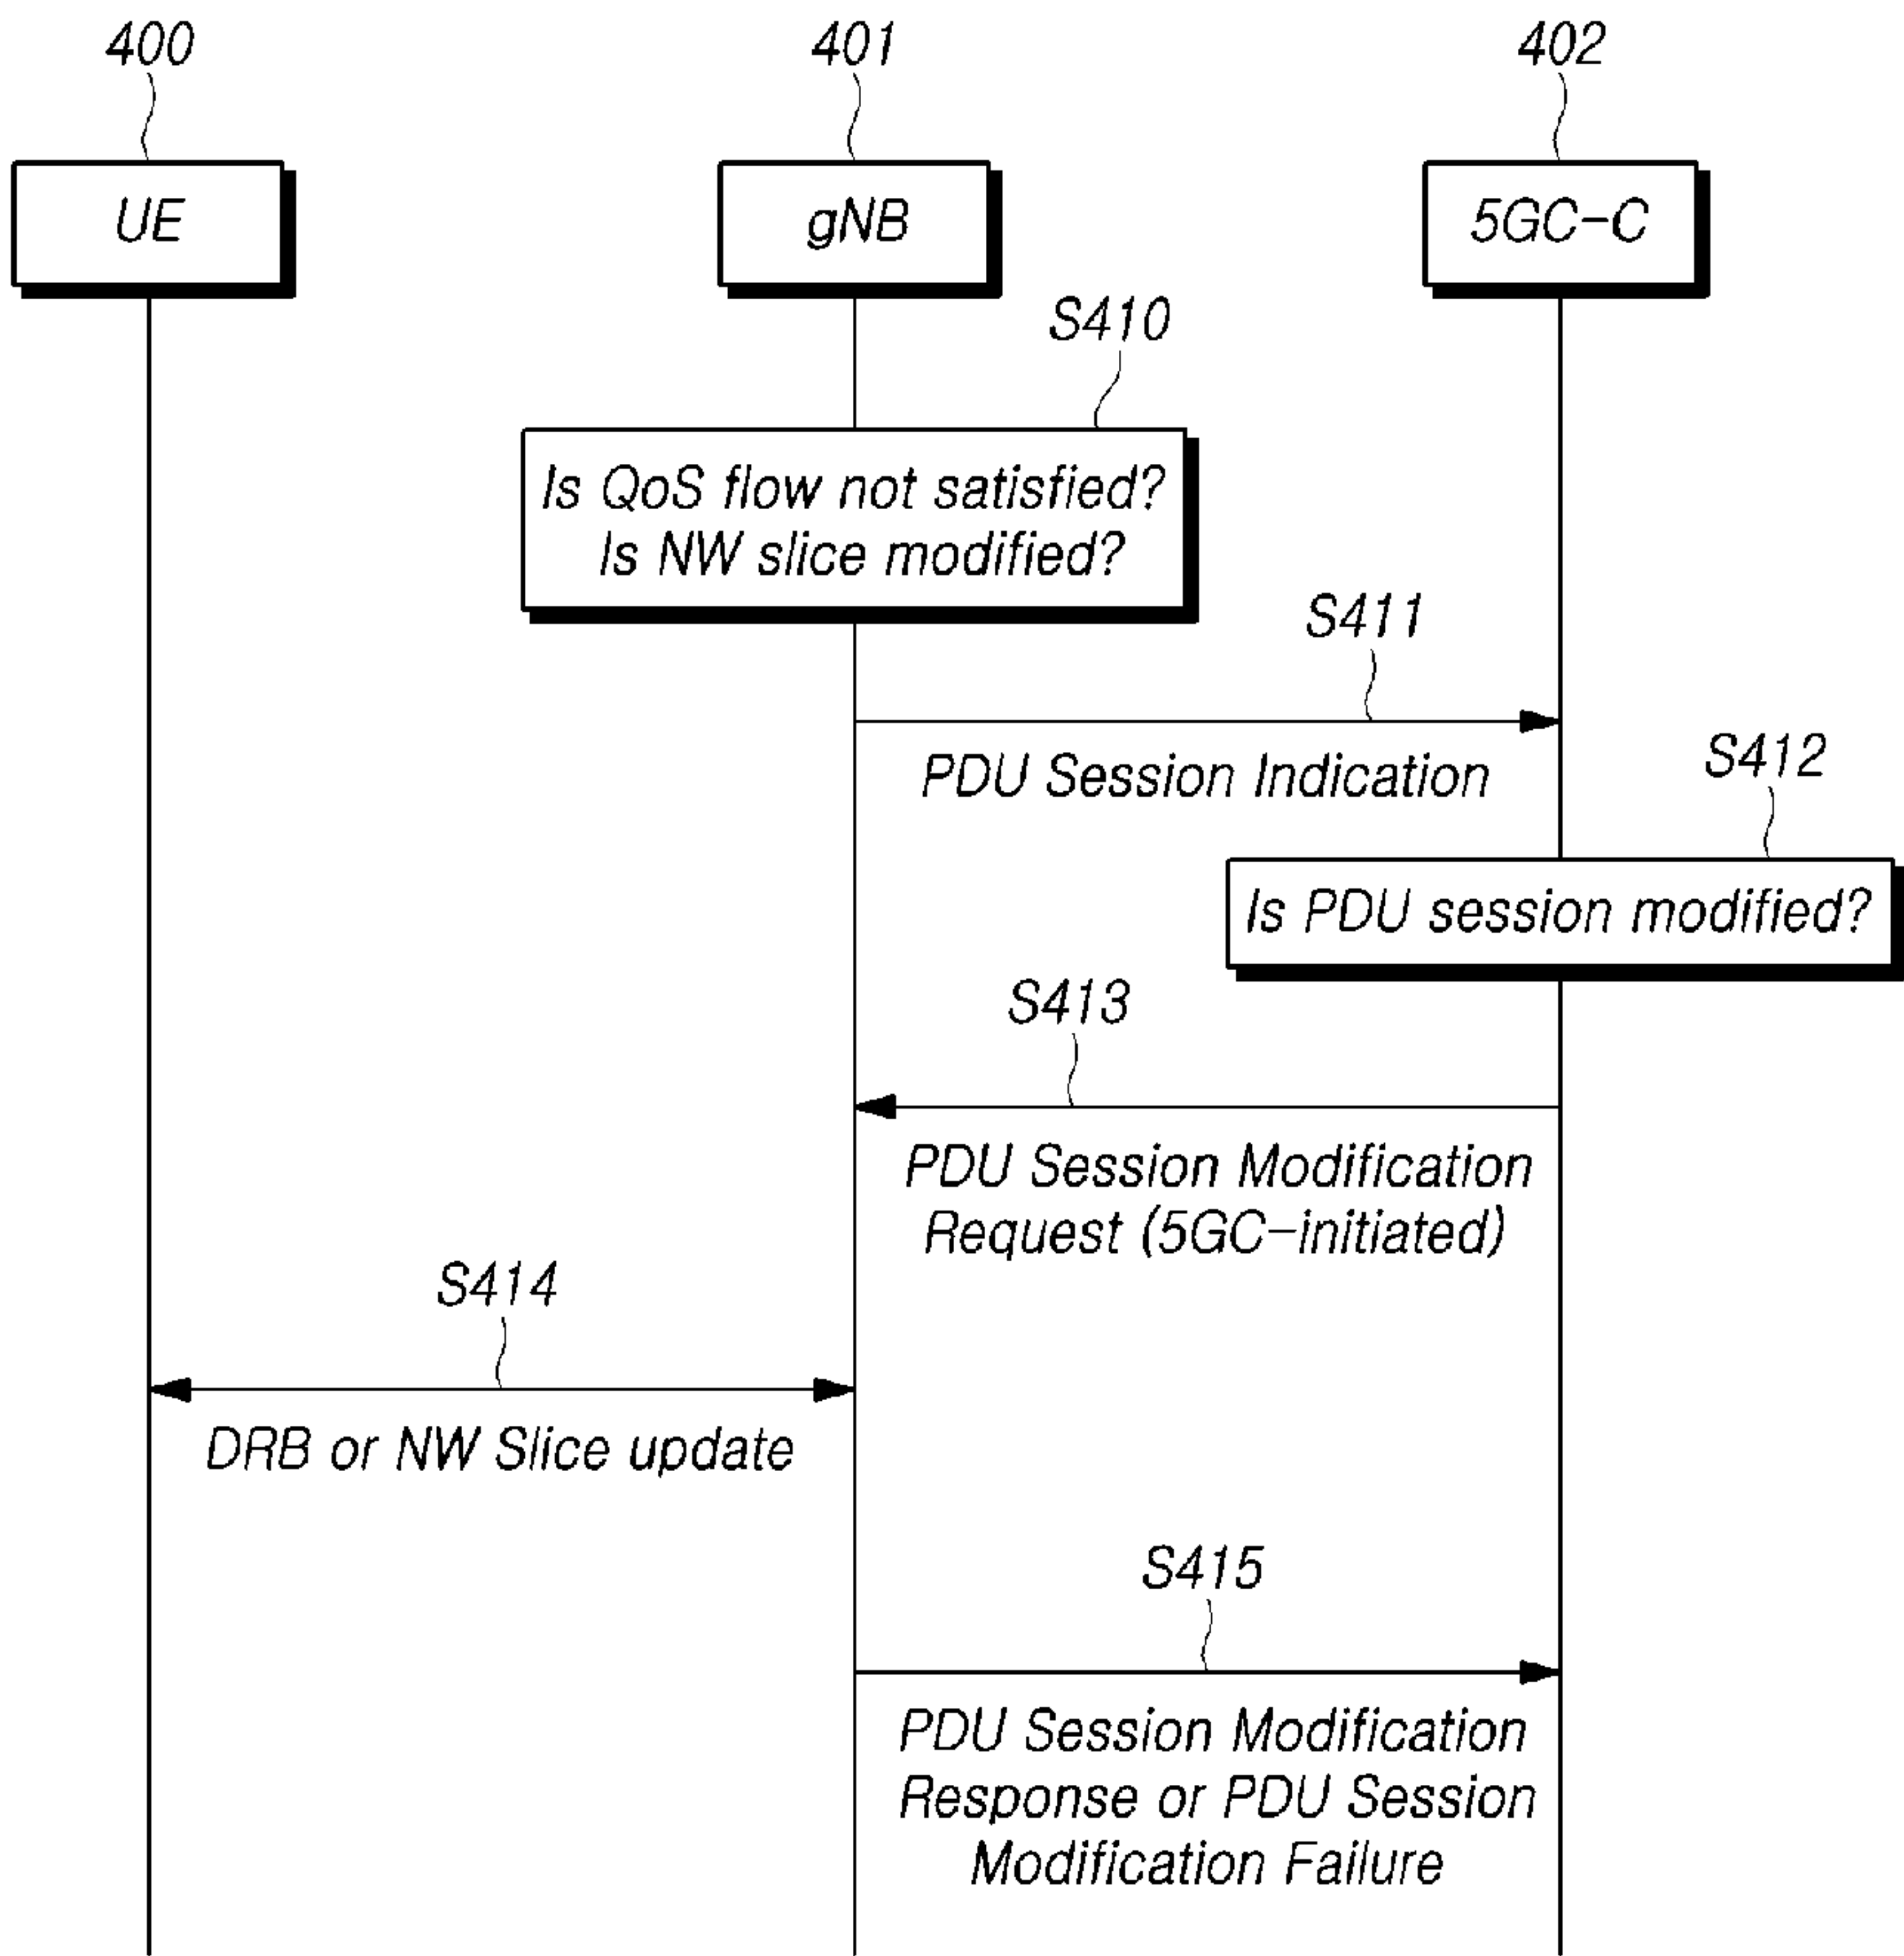 400
401
402
UE
gNB
5GC-C
S410
Is QoS flow not satisfied?
Is NW slice modified?
S411
PDU Session Indication
S412
Is PDU session modified?
S413
PDU Session Modification
Request (5GC-initiated)
S414
DRB or NW Slice update
S415
PDU Session Modification
Response or PDU Session
Modification Failure